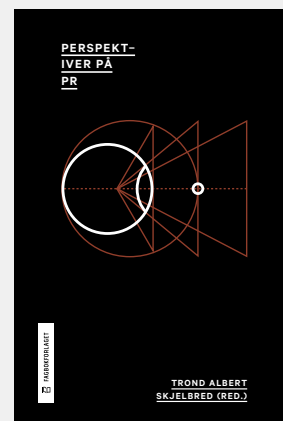 PERSPEKT–
IVER PÅ
PR
FAGBOKFORLAGET
TROND ALBERT
SKJELBRED (RED.)